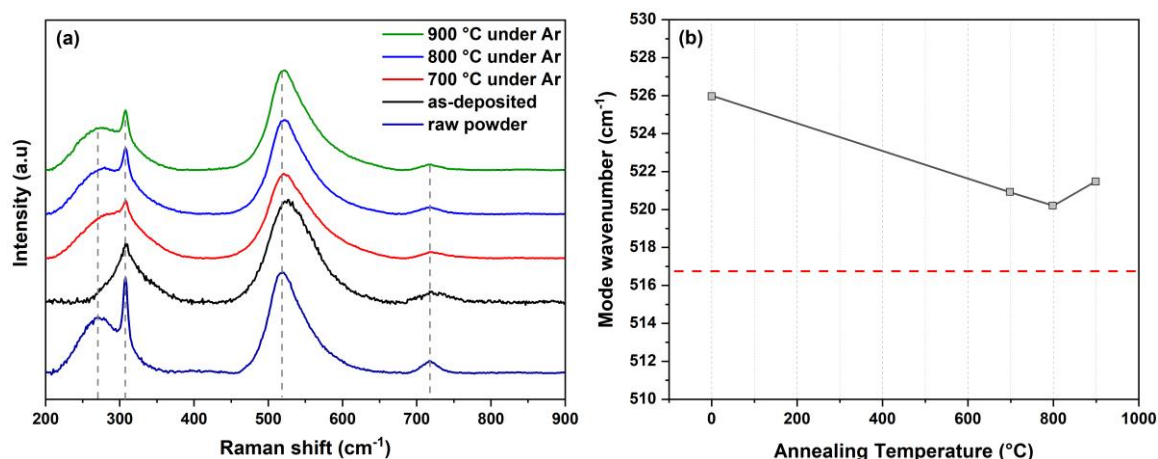 (a)
900 °C under Ar
800 °C under Ar
700 °C under Ar
as-deposited
raw powder
Intensity (a.u)
200 300 400 500 600 700 800 900
Raman shift (cm-1)
(b)
530
528
526
524
522
520
518
516
514
512
510
Mode wavenumber (cm-1)
0 200 400 600 800 1000
Annealing Temperature (°C)